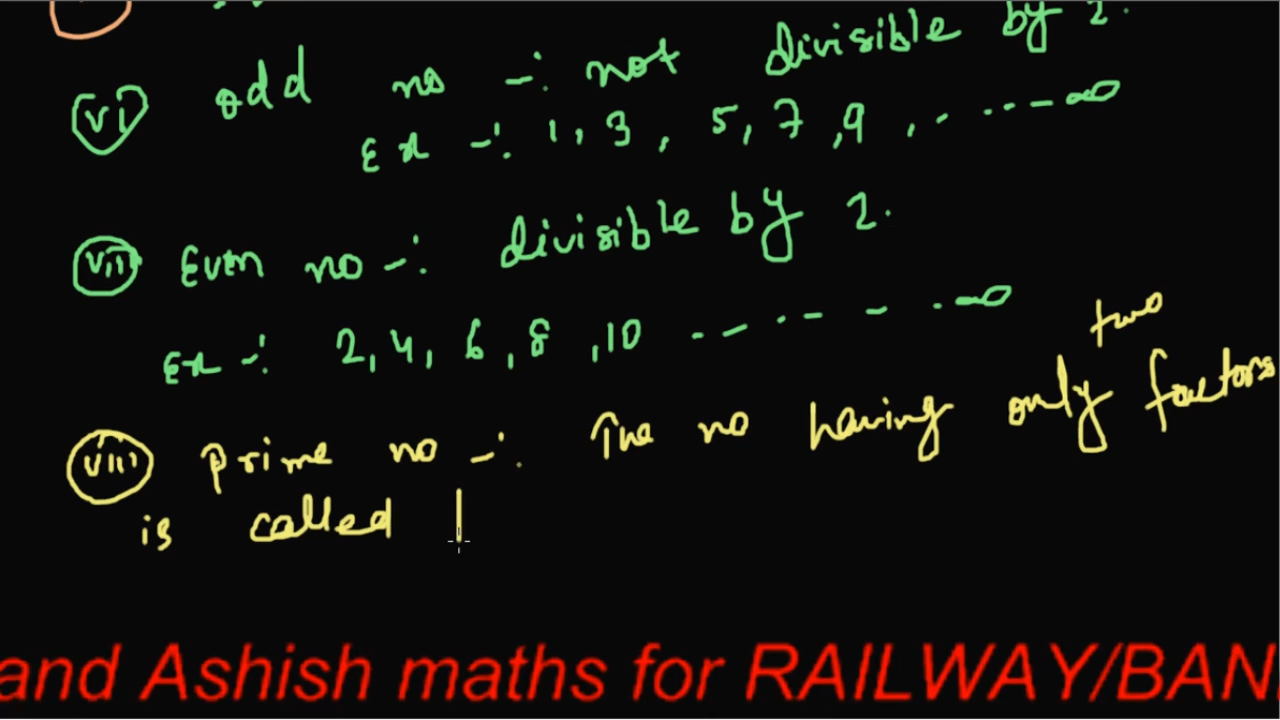 (vi) odd no -: not divisible by 2.
Ex -: 1, 3, 5, 7, 9, . - ... - ∞
(vii) Even no -: divisible by 2.
Ex -: 2, 4, 6, 8, 10 - - . - - - . - ∞
two
(viii) Prime no -: The no having only factors
is called
and Ashish maths for RAILWAY/BAN